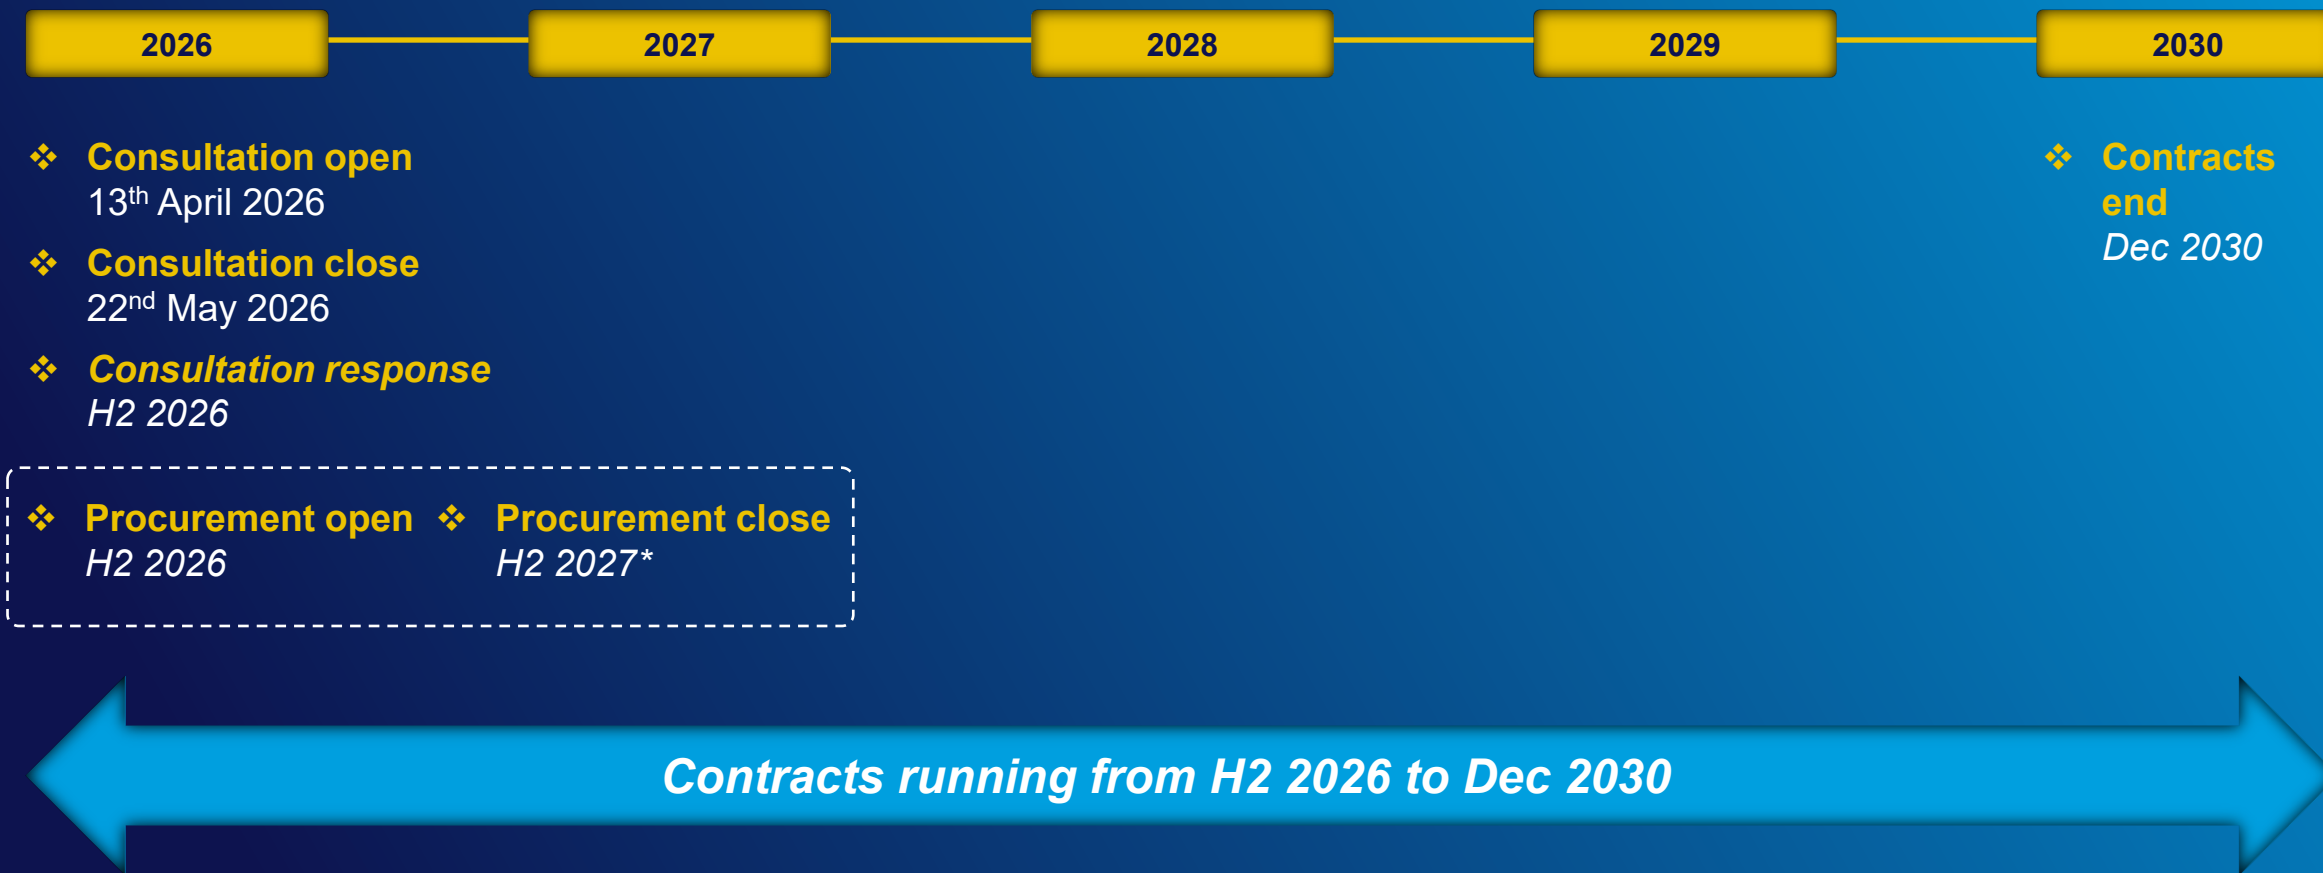 2026
2027
2028
2029
2030
Consultation open
13th April 2026
Consultation close
22nd May 2026
Consultation response
H2 2026
Contracts
end
Dec 2030
Procurement open
H2 2026
Procurement close
H2 2027*
Contracts running from H2 2026 to Dec 2030